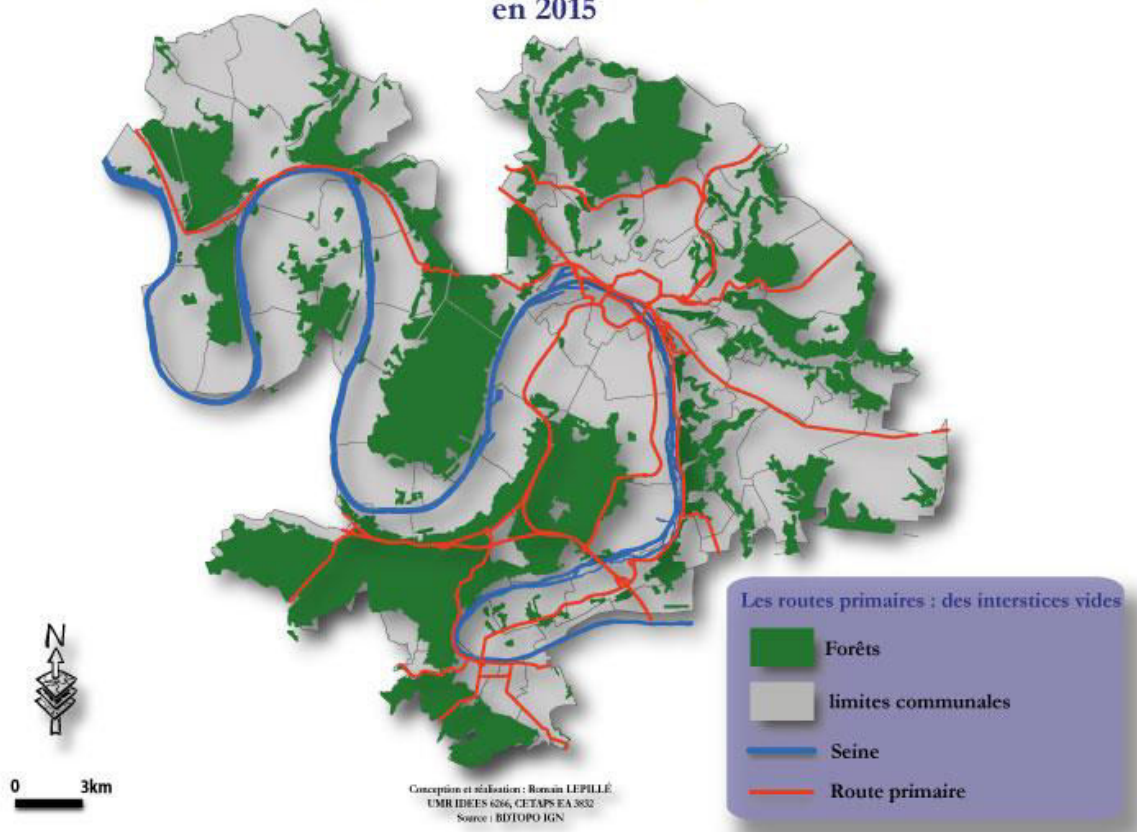 en 2015
Les routes primaires : des interstices vides
Forêts
limites communales
Seine
Route primaire
N
0 3km
Conception et réalisation : Romain LEPILLÉ
UMR IDEES 6266, CETAPS EA 3832
Source : BDTOPO IGN